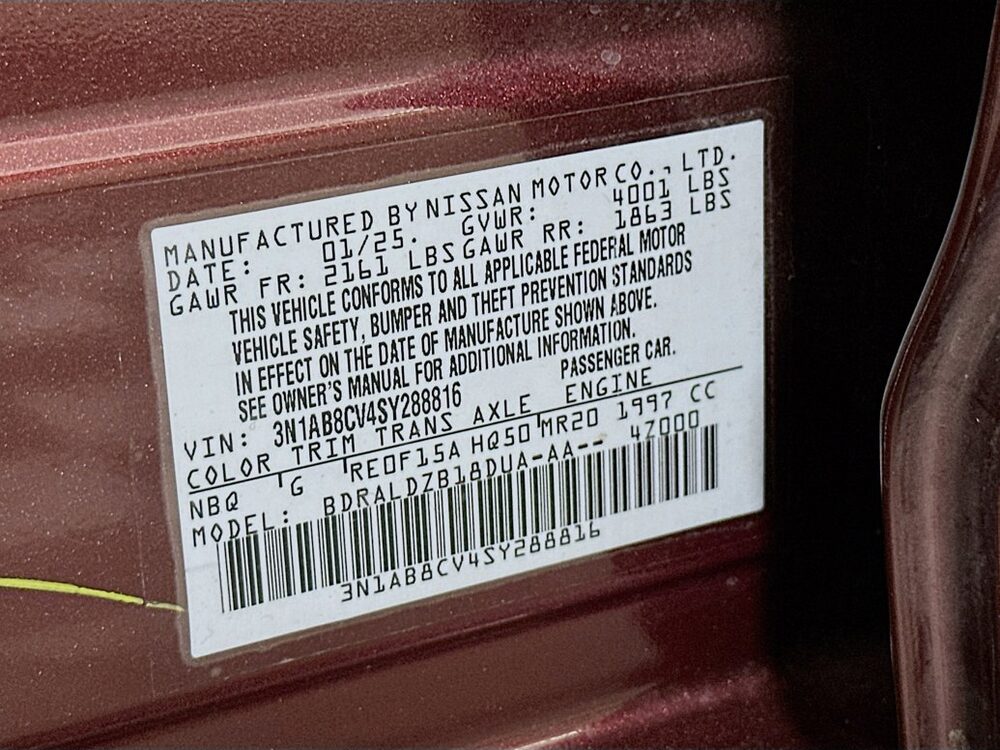 MANUFACTURED BY NISSAN MOTOR CO., LTD.
DATE: 01/25. GVWR: 4001 LBS
GAWR FR: 2161 LBS GAWR RR: 1863 LBS
THIS VEHICLE CONFORMS TO ALL APPLICABLE FEDERAL MOTOR
VEHICLE SAFETY, BUMPER AND THEFT PREVENTION STANDARDS
IN EFFECT ON THE DATE OF MANUFACTURE SHOWN ABOVE.
SEE OWNER'S MANUAL FOR ADDITIONAL INFORMATION.
VIN: 3N1AB8CV4SY288816 PASSENGER CAR.
COLOR TRIM TRANS AXLE ENGINE
NBQ G RE0F15A HQ50 MR20 1997 CC
MODEL: BDRALDZB18DUA-AA-- 47000
3N1AB8CV4SY288816